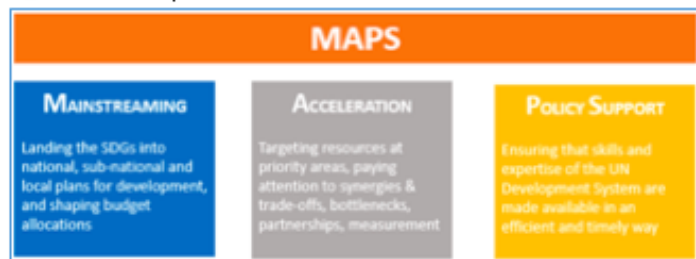 MAPS
MAINSTREAMING
Landing the SDGs into
national, sub-national and
local plans for development,
and shaping budget
allocations
ACCELERATION
Targeting resources at
priority areas, paying
attention to synergies &
trade-offs, bottlenecks,
partnerships, measurement
POLICY SUPPORT
Ensuring that skills and
expertise of the UN
Development System are
made available in an
efficient and timely way